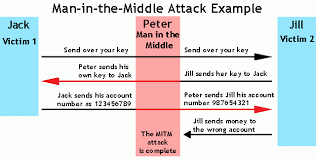 Man-in-the-Middle Attack Example
Jack
Victim 1
Peter
Man in the
Middle
Jill
Victim 2
Send over your key
Send over your key
Peter sends his
own key to Jack
Jill sends her key to Jack
Jack sends his account
number as 123456789
Peter sends Jill his account
number 987654321
Jill sends money to
the wrong account
The MITM
attack
is complete